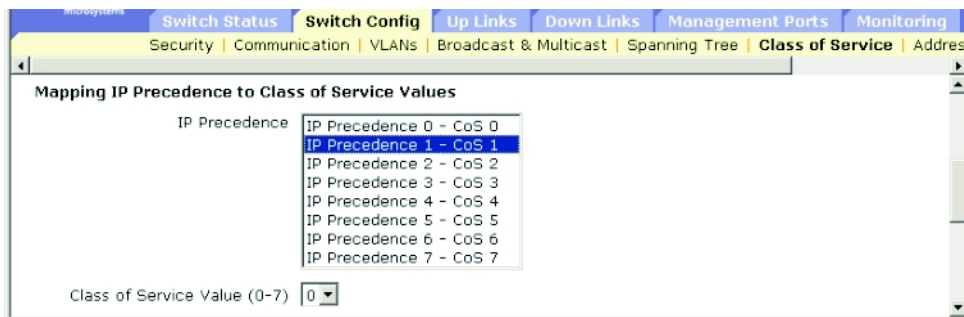 microsystems
Switch Status Switch Config Up Links Down Links Management Ports Monitoring
Security | Communication | VLANs | Broadcast & Multicast | Spanning Tree | Class of Service | Addres
Mapping IP Precedence to Class of Service Values
IP Precedence
IP Precedence 0 - CoS 0
IP Precedence 1 - CoS 1
IP Precedence 2 - CoS 2
IP Precedence 3 - CoS 3
IP Precedence 4 - CoS 4
IP Precedence 5 - CoS 5
IP Precedence 6 - CoS 6
IP Precedence 7 - CoS 7
Class of Service Value (0-7) 0